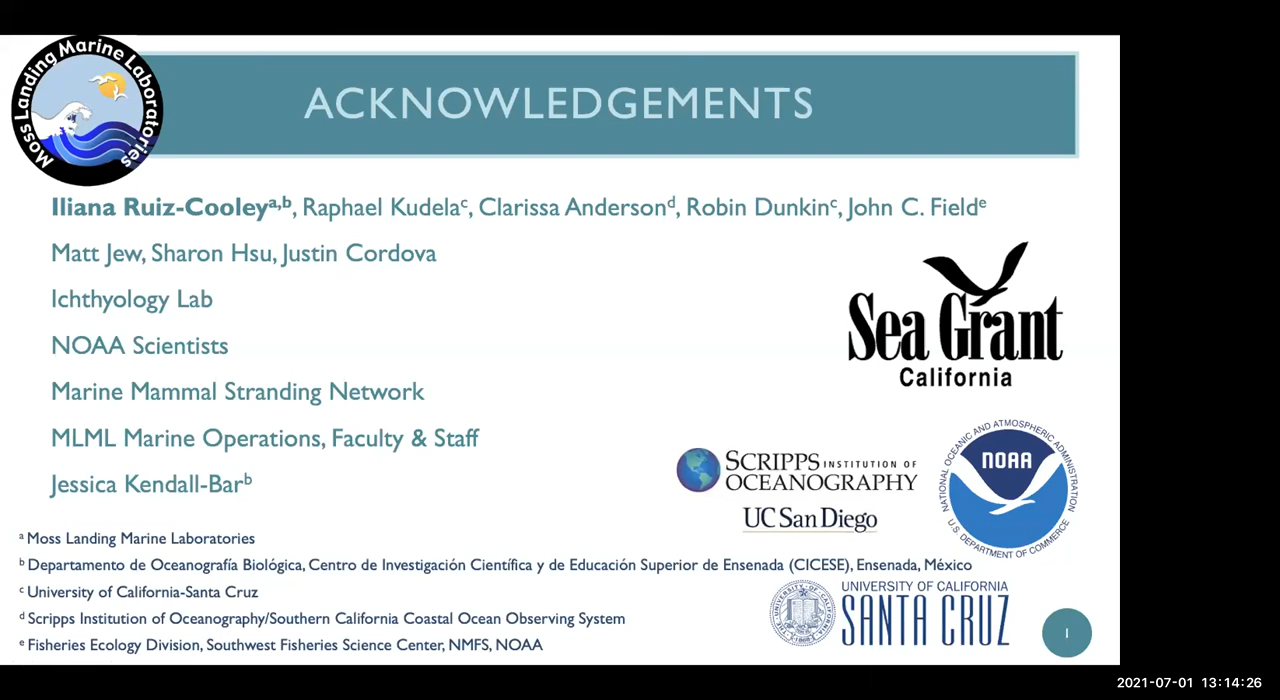 Moss Landing Marine Laboratories
ACKNOWLEDGEMENTS
Iliana Ruiz-Cooleyᵃ,ᵇ, Raphael Kudelaᶜ, Clarissa Andersonᵈ, Robin Dunkinᶜ, John C. Fieldᵉ
Matt Jew, Sharon Hsu, Justin Cordova
Ichthyology Lab
NOAA Scientists
Marine Mammal Stranding Network
MLML Marine Operations, Faculty & Staff
Jessica Kendall-Barᵇ
Sea Grant
California
SCRIPPS INSTITUTION OF
OCEANOGRAPHY
UC San Diego
NATIONAL OCEANIC AND ATMOSPHERIC ADMINISTRATION
NOAA
U.S. DEPARTMENT OF COMMERCE
ᵃ Moss Landing Marine Laboratories
ᵇ Departamento de Oceanografía Biológica, Centro de Investigación Científica y de Educación Superior de Ensenada (CICESE), Ensenada, México
ᶜ University of California-Santa Cruz
ᵈ Scripps Institution of Oceanography/Southern California Coastal Ocean Observing System
ᵉ Fisheries Ecology Division, Southwest Fisheries Science Center, NMFS, NOAA
UNIVERSITY OF CALIFORNIA
SANTA CRUZ
1
2021-07-01 13:14:26